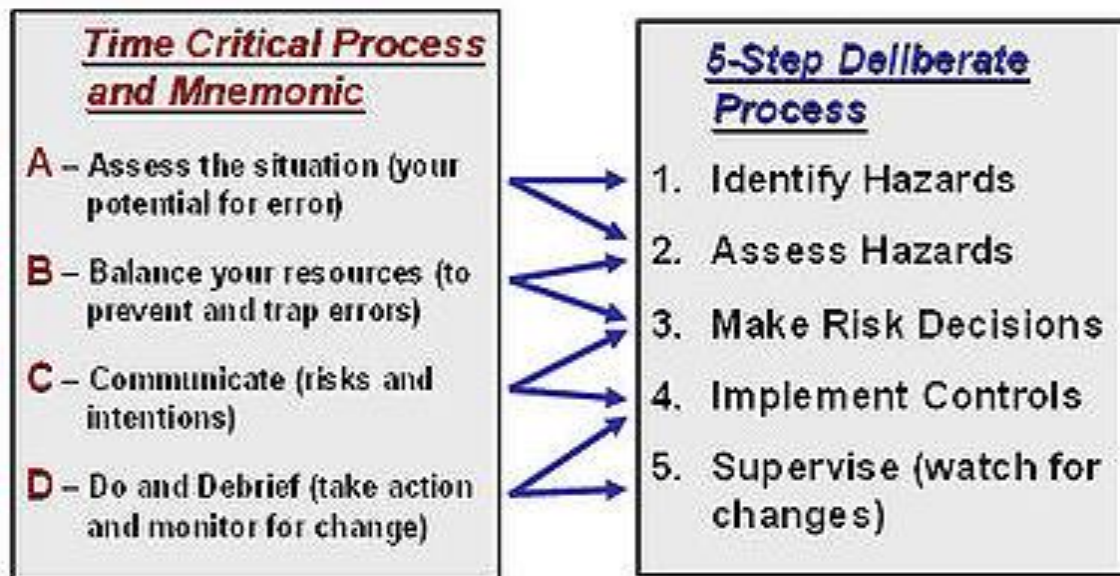 Time Critical Process
and Mnemonic
A – Assess the situation (your
potential for error)
B – Balance your resources (to
prevent and trap errors)
C – Communicate (risks and
intentions)
D – Do and Debrief (take action
and monitor for change)
5-Step Deliberate
Process
1. Identify Hazards
2. Assess Hazards
3. Make Risk Decisions
4. Implement Controls
5. Supervise (watch for
changes)